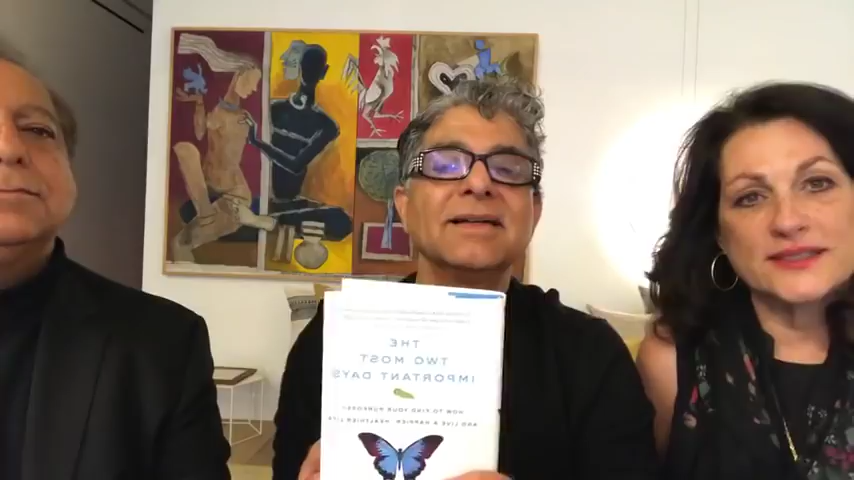 THE
TWO MOST
IMPORTANT DAYS
HOW TO FIND YOUR PURPOSE-
AND LIVE A HAPPIER, HEALTHIER LIFE